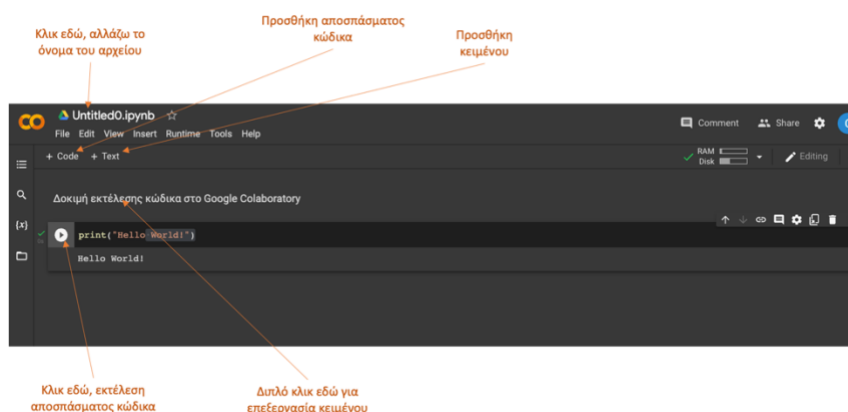 Κλικ εδώ, αλλάζω το
όνομα του αρχείου
Προσθήκη αποσπάσματος
κώδικα
Προσθήκη
κειμένου
Untitled0.ipynb
Comment
Share
File Edit View Insert Runtime Tools Help
+ Code + Text
RAM
Disk
Editing
Δοκιμή εκτέλεσης κώδικα στο Google Colaboratory
{x}
print("Hello World!")
Hello World!
Κλικ εδώ, εκτέλεση
αποσπάσματος κώδικα
Διπλό κλικ εδώ για
επεξεργασία κειμένου